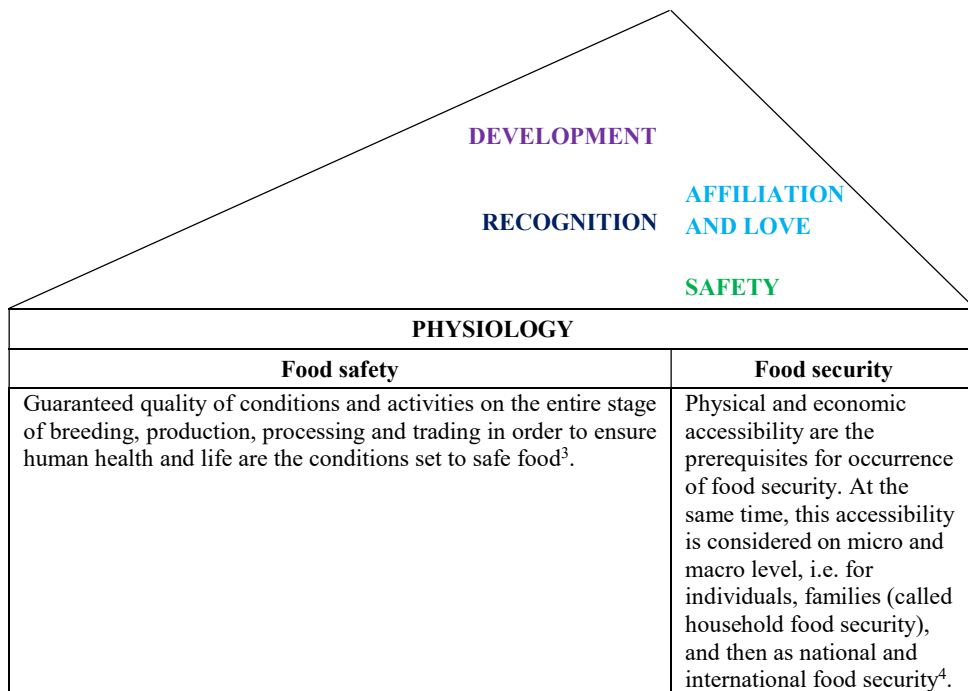 DEVELOPMENT
RECOGNITION
AFFILIATION
AND LOVE
SAFETY
PHYSIOLOGY
Food safety
Guaranteed quality of conditions and activities on the entire stage
of breeding, production, processing and trading in order to ensure
human health and life are the conditions set to safe food³.
Food security
Physical and economic
accessibility are the
prerequisites for occurrence
of food security. At the
same time, this accessibility
is considered on micro and
macro level, i.e. for
individuals, families (called
household food security),
and then as national and
international food security⁴.